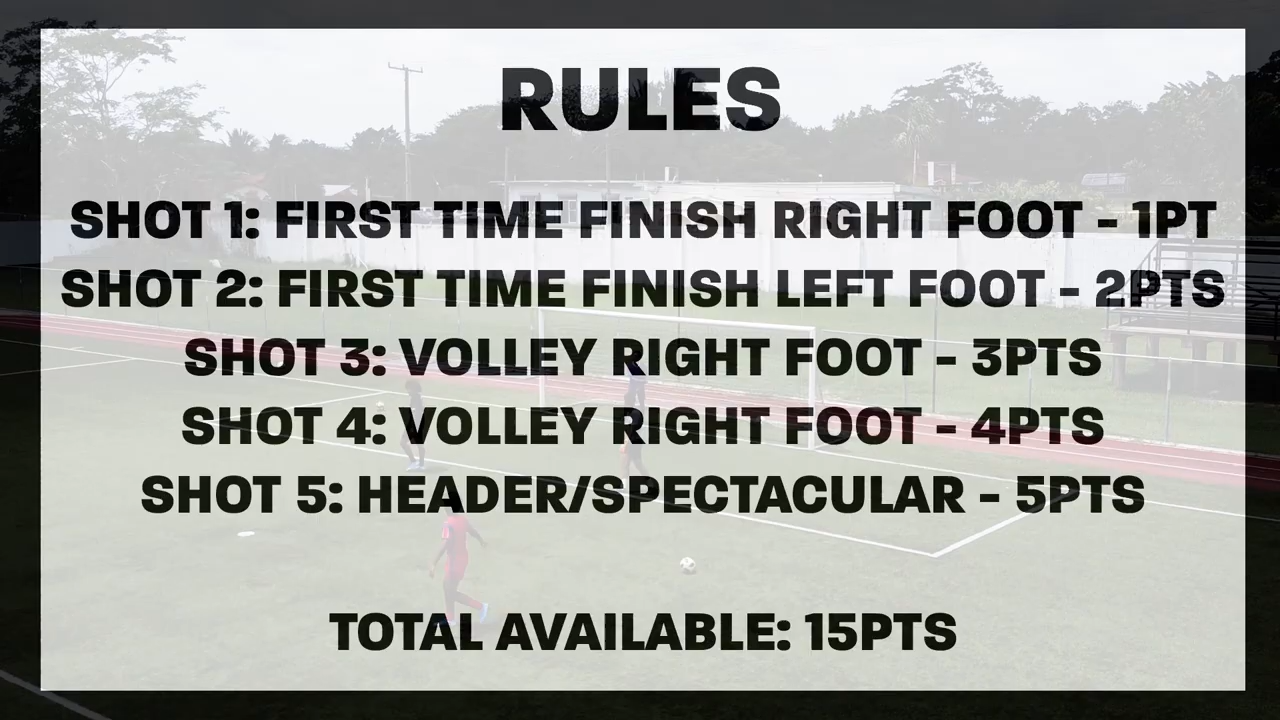 RULES
SHOT 1: FIRST TIME FINISH RIGHT FOOT - 1PT
SHOT 2: FIRST TIME FINISH LEFT FOOT - 2PTS
SHOT 3: VOLLEY RIGHT FOOT - 3PTS
SHOT 4: VOLLEY RIGHT FOOT - 4PTS
SHOT 5: HEADER/SPECTACULAR - 5PTS
TOTAL AVAILABLE: 15PTS